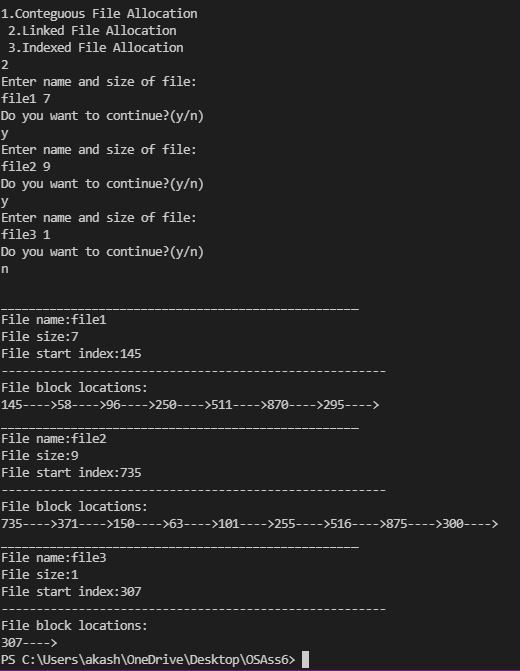 1.Conteguous File Allocation
 2.Linked File Allocation
 3.Indexed File Allocation
2
Enter name and size of file:
file1 7
Do you want to continue?(y/n)
y
Enter name and size of file:
file2 9
Do you want to continue?(y/n)
y
Enter name and size of file:
file3 1
Do you want to continue?(y/n)
n
___________________________________________________
File name:file1
File size:7
File start index:145
-------------------------------------------------------
File block locations:
145---->58---->96---->250---->511---->870---->295---->
___________________________________________________
File name:file2
File size:9
File start index:735
-------------------------------------------------------
File block locations:
735---->371---->150---->63---->101---->255---->516---->875---->300---->
___________________________________________________
File name:file3
File size:1
File start index:307
-------------------------------------------------------
File block locations:
307---->
PS C:\Users\akash\OneDrive\Desktop\OSAss6>